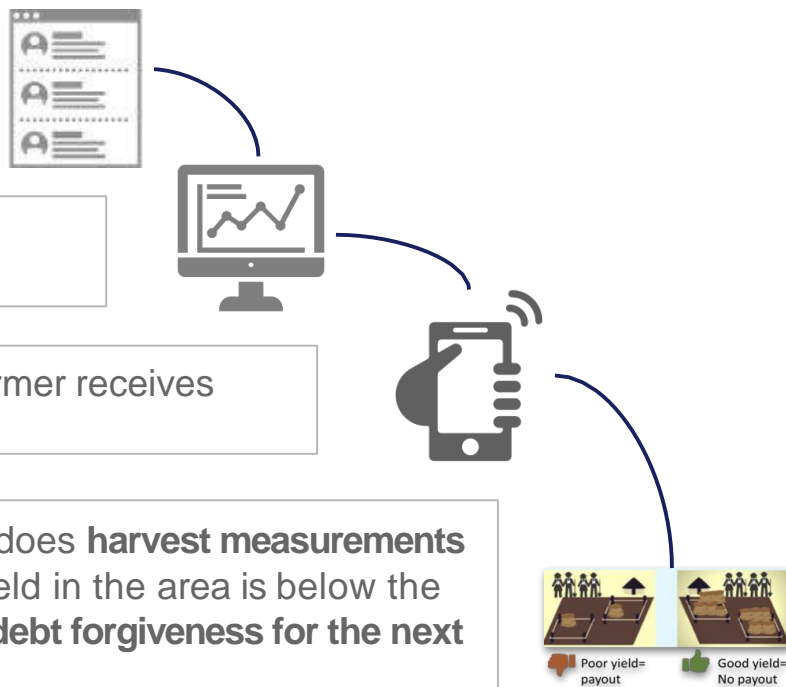 rmer receives
does harvest measurements
eld in the area is below the
debt forgiveness for the next
Poor yield=
payout
Good yield=
No payout